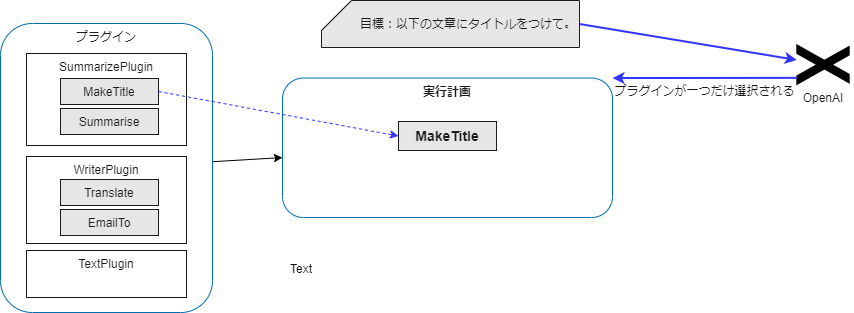 目標：以下の文章にタイトルをつけて。
プラグイン
SummarizePlugin
MakeTitle
Summarise
WriterPlugin
Translate
EmailTo
TextPlugin
実行計画
MakeTitle
プラグインが一つだけ選択される
OpenAI
Text